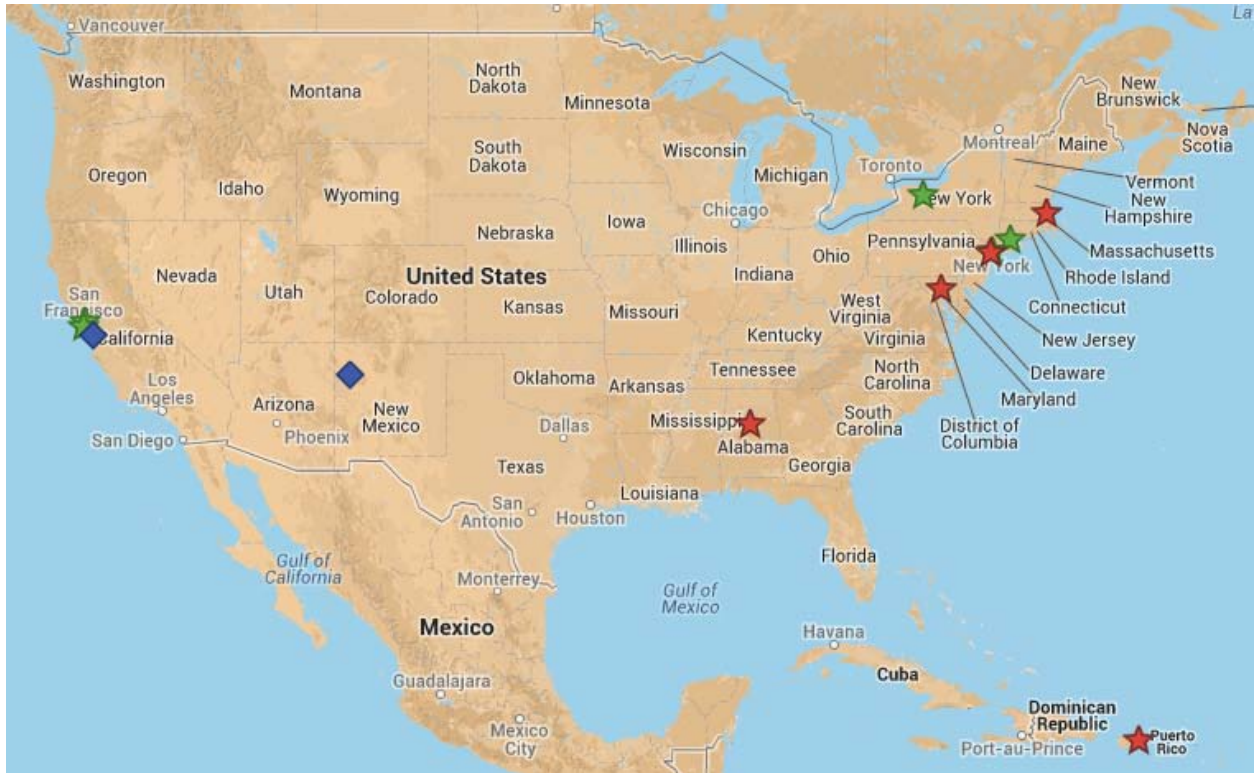 La
Vancouver
Washington
Montana
North
Dakota
Minnesota
New
Brunswick
Nova
Scotia
Montreal
Maine
Oregon
Idaho
Wyoming
South
Dakota
Wisconsin
Michigan
Toronto
Vermont
New
Hampshire
ew York
Chicago
Iowa
Nebraska
Illinois
Indiana
Ohio
Pennsylvania
New York
Massachusetts
Rhode Island
Connecticut
New Jersey
Delaware
Maryland
District of
Columbia
Nevada
Utah
Colorado
United States
Kansas
Missouri
West
Virginia
Virginia
Kentucky
San
Francisco
California
Los
Angeles
San Diego
Arizona
Phoenix
New
Mexico
Oklahoma
Arkansas
Tennessee
North
Carolina
South
Carolina
Dallas
Mississippi
Alabama
Georgia
Texas
Louisiana
San
Antonio
Houston
Florida
Gulf of
California
Monterrey
Gulf of
Mexico
Mexico
Havana
Cuba
Guadalajara
Mexico
City
Dominican
Republic
Port-au-Prince
Puerto
Rico